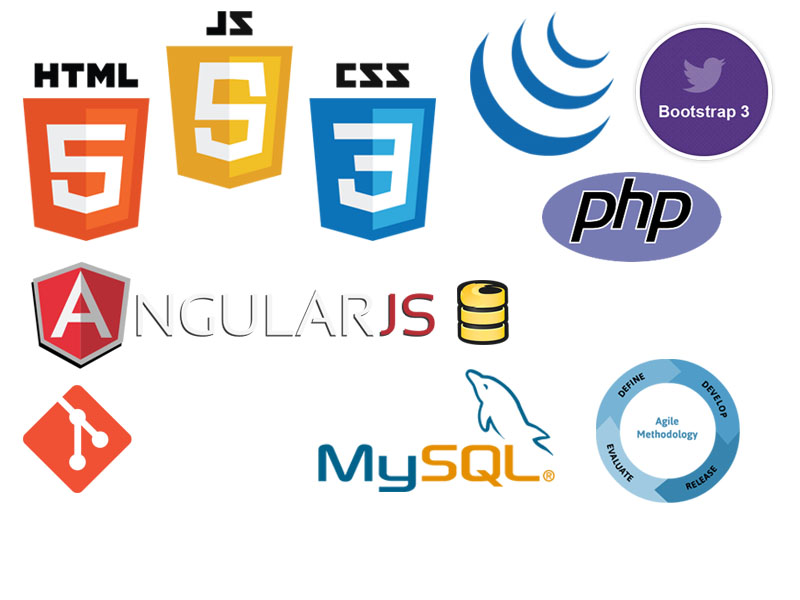 JS
HTML
CSS
5
5
3
Bootstrap 3
php
ANGULARJS
MySQL®
DEFINE
DEVELOP
Agile
Methodology
EVALUATE
RELEASE